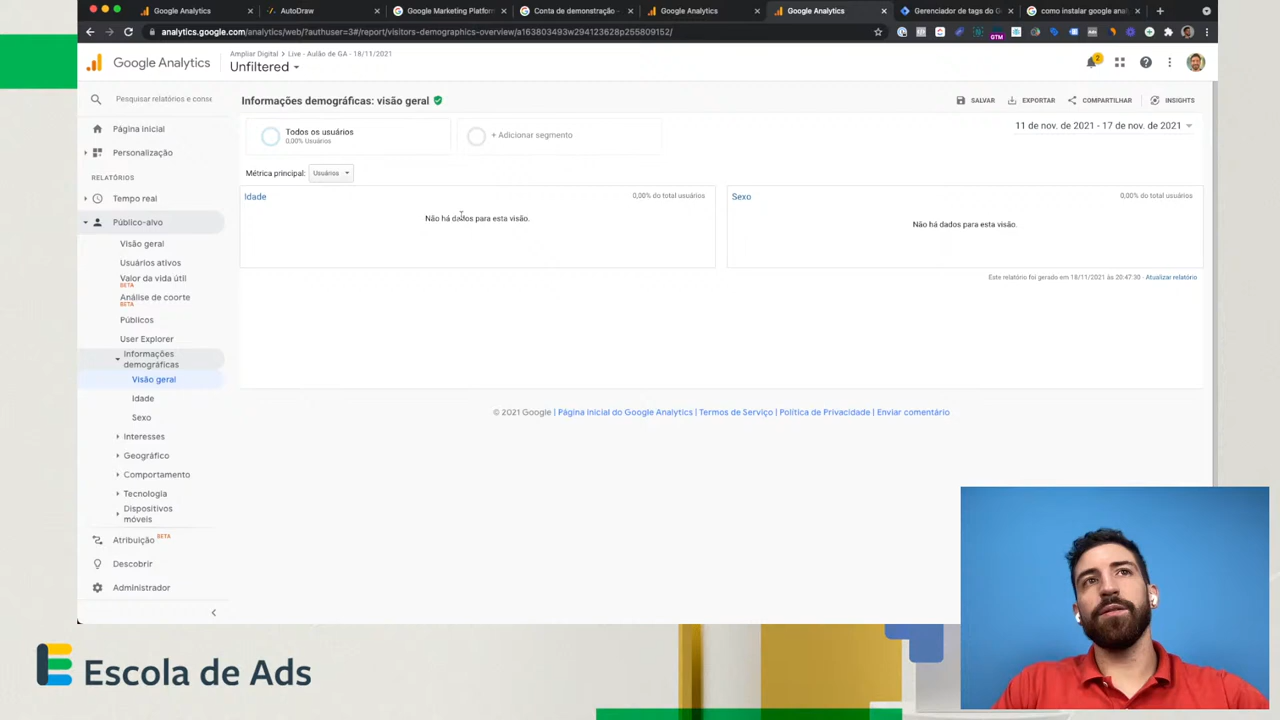 Google Analytics
AutoDraw
Google Marketing Platform
Conta de demonstração -
Google Analytics
Google Analytics
Gerenciador de tags do G
como instalar google anal
analytics.google.com/analytics/web/?authuser=3#/report/visitors-demographics-overview/a163803493w294123628p255809152/
GTM
Google Analytics
Ampliar Digital > Live - Aulão de GA - 18/11/2021
Unfiltered
2
Pesquisar relatórios e conse
Informações demográficas: visão geral
SALVAR
EXPORTAR
COMPARTILHAR
INSIGHTS
Página inicial
Personalização
RELATÓRIOS
Tempo real
Público-alvo
Visão geral
Usuários ativos
Valor da vida útil
BETA
Análise de coorte
BETA
Públicos
User Explorer
Informações
demográficas
Visão geral
Idade
Sexo
Interesses
Geográfico
Comportamento
Tecnologia
Dispositivos
móveis
Atribuição BETA
Descobrir
Administrador
Todos os usuários
0,00% Usuários
+ Adicionar segmento
11 de nov. de 2021 - 17 de nov. de 2021
Métrica principal:
Usuários
Idade
0,00% do total usuários
Não há dados para esta visão.
Sexo
0,00% do total usuários
Não há dados para esta visão.
Este relatório foi gerado em 18/11/2021 às 20:47:30 - Atualizar relatório
© 2021 Google | Página Inicial do Google Analytics | Termos de Serviço | Política de Privacidade | Enviar comentário
Escola de Ads